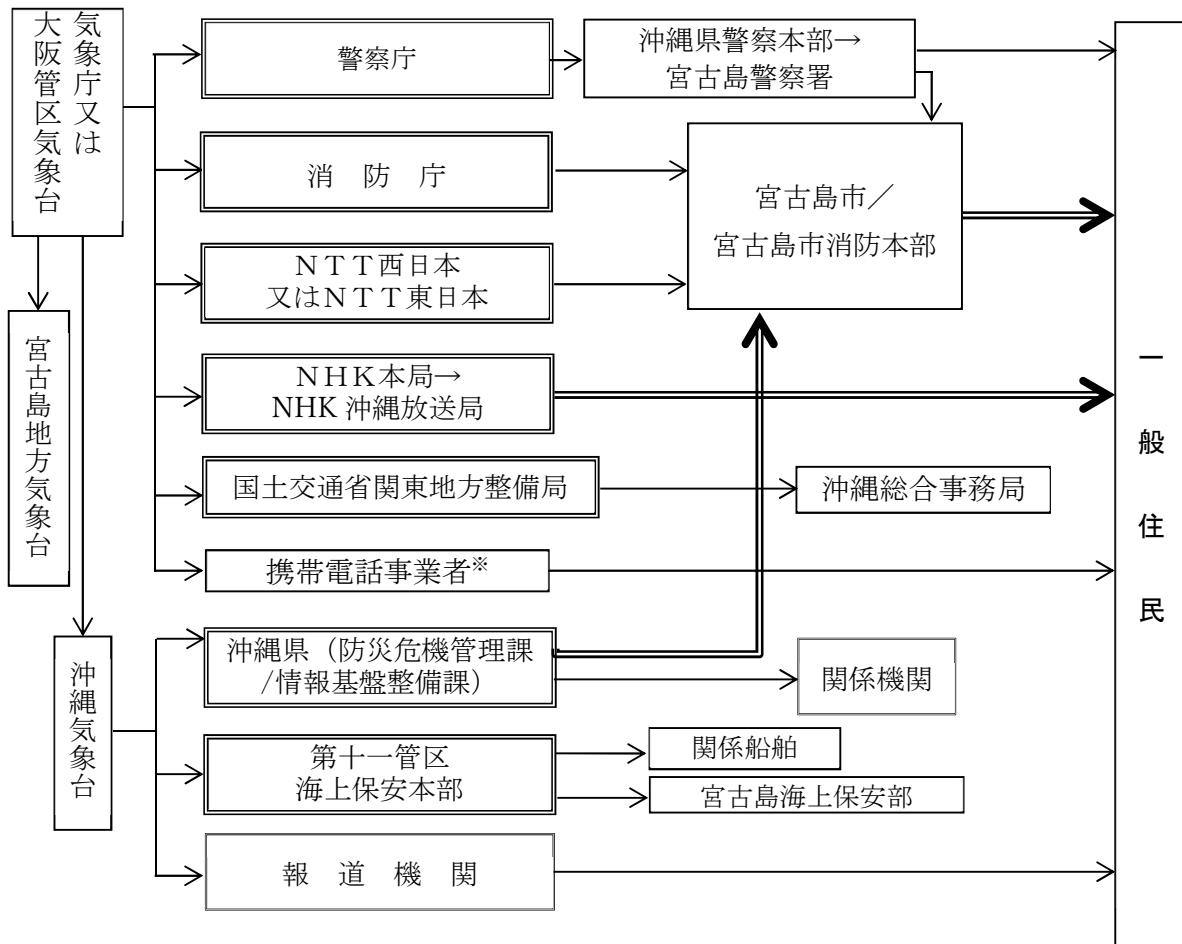 気象庁又は
大阪管区気象台
警察庁
沖縄県警察本部→
宮古島警察署
消 防 庁
宮古島市／
宮古島市消防本部
ＮＴＴ西日本
又はＮＴＴ東日本
宮古島地方気象台
ＮＨＫ本局→
NHK 沖縄放送局
国土交通省関東地方整備局
沖縄総合事務局
携帯電話事業者※
一般住民
沖縄気象台
沖縄県（防災危機管理課
/情報基盤整備課）
関係機関
第十一管区
海上保安本部
関係船舶
宮古島海上保安部
報 道 機 関